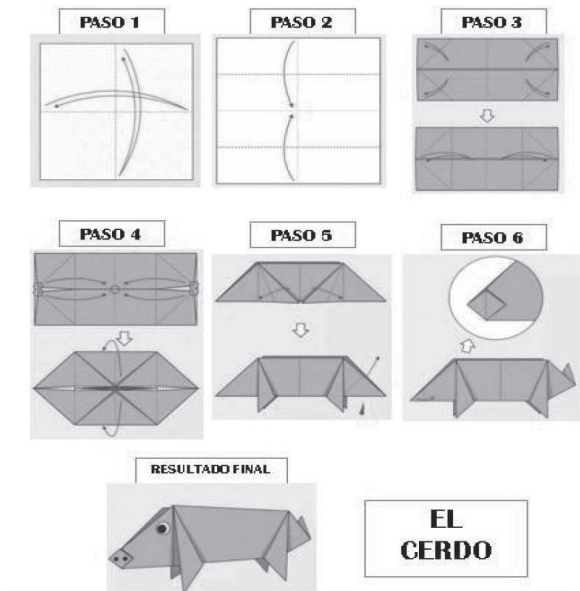 PASO 1
PASO 2
PASO 3
PASO 4
PASO 5
PASO 6
RESULTADO FINAL
EL
CERDO